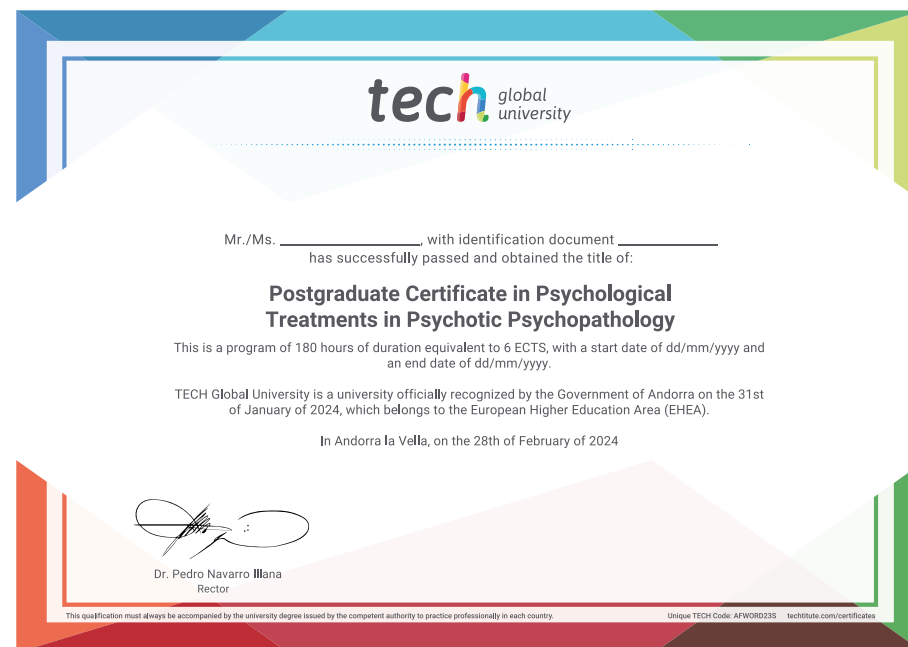 tech global university
Mr./Ms. ____________, with identification document ____________
has successfully passed and obtained the title of:
Postgraduate Certificate in Psychological
Treatments in Psychotic Psychopathology
This is a program of 180 hours of duration equivalent to 6 ECTS, with a start date of dd/mm/yyyy and
an end date of dd/mm/yyyy.
TECH Global University is a university officially recognized by the Government of Andorra on the 31st
of January of 2024, which belongs to the European Higher Education Area (EHEA).
In Andorra la Vella, on the 28th of February of 2024
Dr. Pedro Navarro Illana
Rector
This qualification must always be accompanied by the university degree issued by the competent authority to practice professionally in each country.
Unique TECH Code: AFWORD23S techtitute.com/certificates